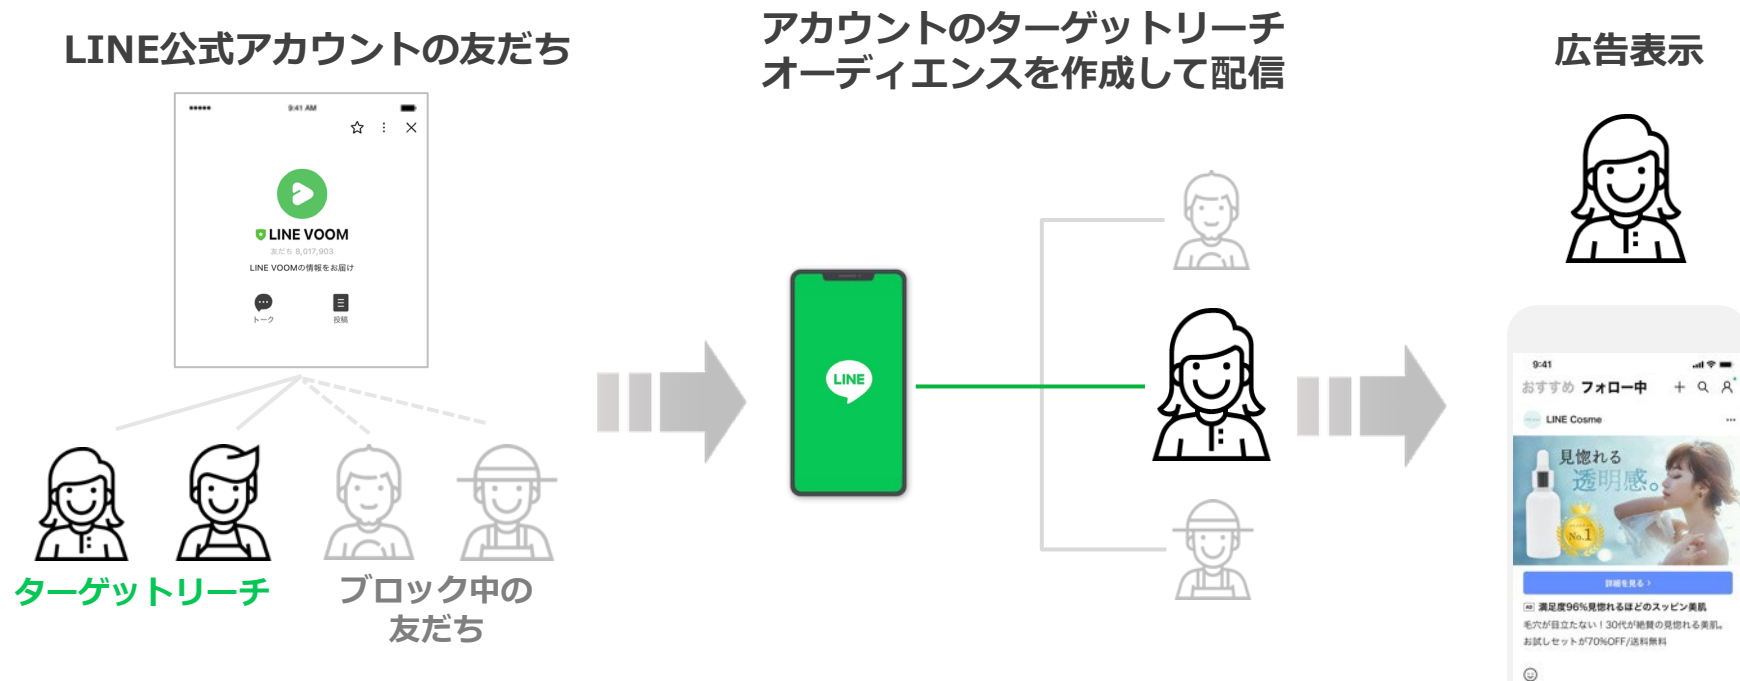 LINE公式アカウントの友だち
9:41 AM
LINE VOOM
友だち 8,017,903
LINE VOOMの情報をお届け
トーク
投稿
ターゲットリーチ
ブロック中の
友だち
アカウントのターゲットリーチ
オーディエンスを作成して配信
LINE
広告表示
9:41
おすすめ フォロー中
LINE Cosme
見惚れる
透明感。
No.1
詳細を見る
AD 満足度96%見惚れるほどのスッピン美肌
毛穴が目立たない！30代が絶賛の見惚れる美肌。
お試しセットが70%OFF/送料無料